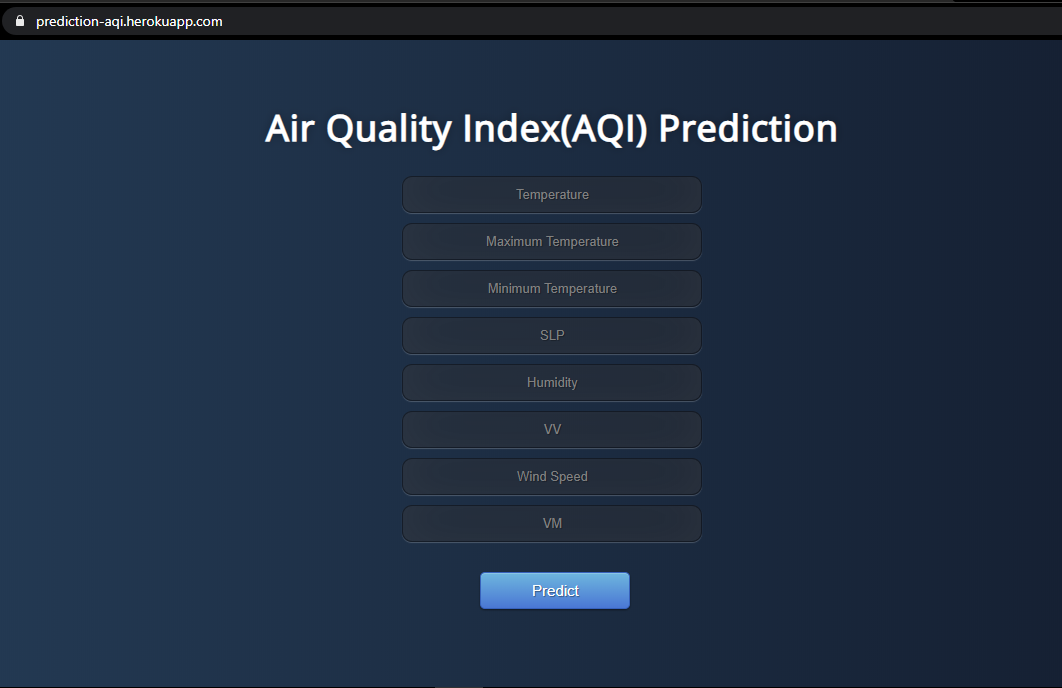 prediction-aqi.herokuapp.com
Air Quality Index(AQI) Prediction
Temperature
Maximum Temperature
Minimum Temperature
SLP
Humidity
VV
Wind Speed
VM
Predict